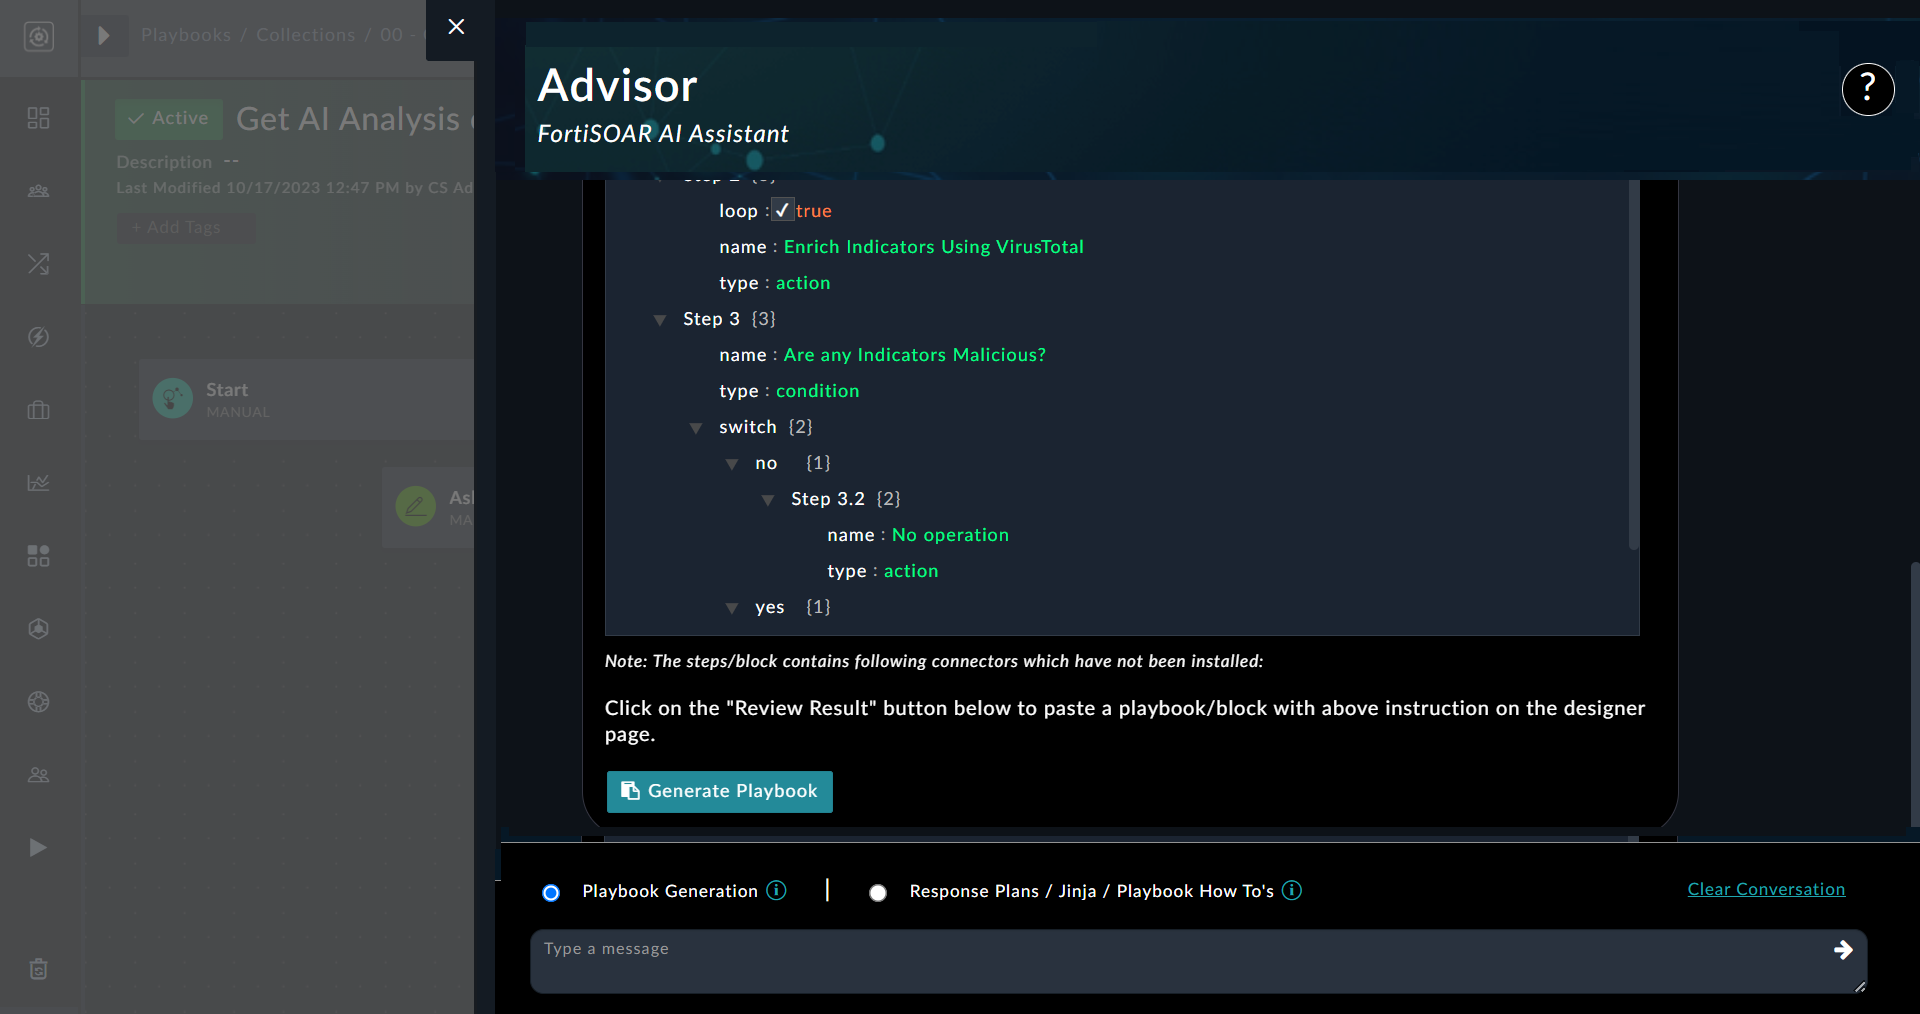 Playbooks / Collections / 00 -
Active
Get AI Analysis
Description --
Last Modified 10/17/2023 12:47 PM by CS Ad
+ Add Tags
Start
MANUAL
As
MA
Advisor
FortiSOAR AI Assistant
?
loop : true
name : Enrich Indicators Using VirusTotal
type : action
Step 3 {3}
name : Are any Indicators Malicious?
type : condition
switch {2}
no {1}
Step 3.2 {2}
name : No operation
type : action
yes {1}
Note: The steps/block contains following connectors which have not been installed:
Click on the "Review Result" button below to paste a playbook/block with above instruction on the designer
page.
Generate Playbook
Playbook Generation | Response Plans / Jinja / Playbook How To's
Clear Conversation
Type a message